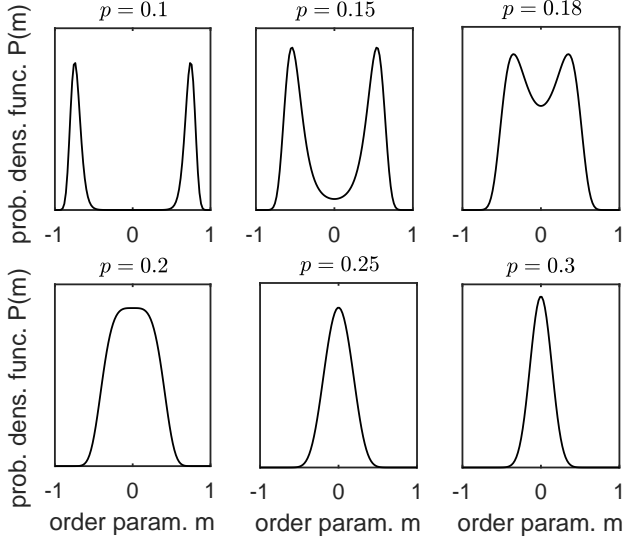 p = 0.1 p = 0.15 p = 0.18
prob. dens. func. P(m)
-1 0 1 -1 0 1 -1 0 1
p = 0.2 p = 0.25 p = 0.3
prob. dens. func. P(m)
-1 0 1 -1 0 1 -1 0 1
order param. m order param. m order param. m